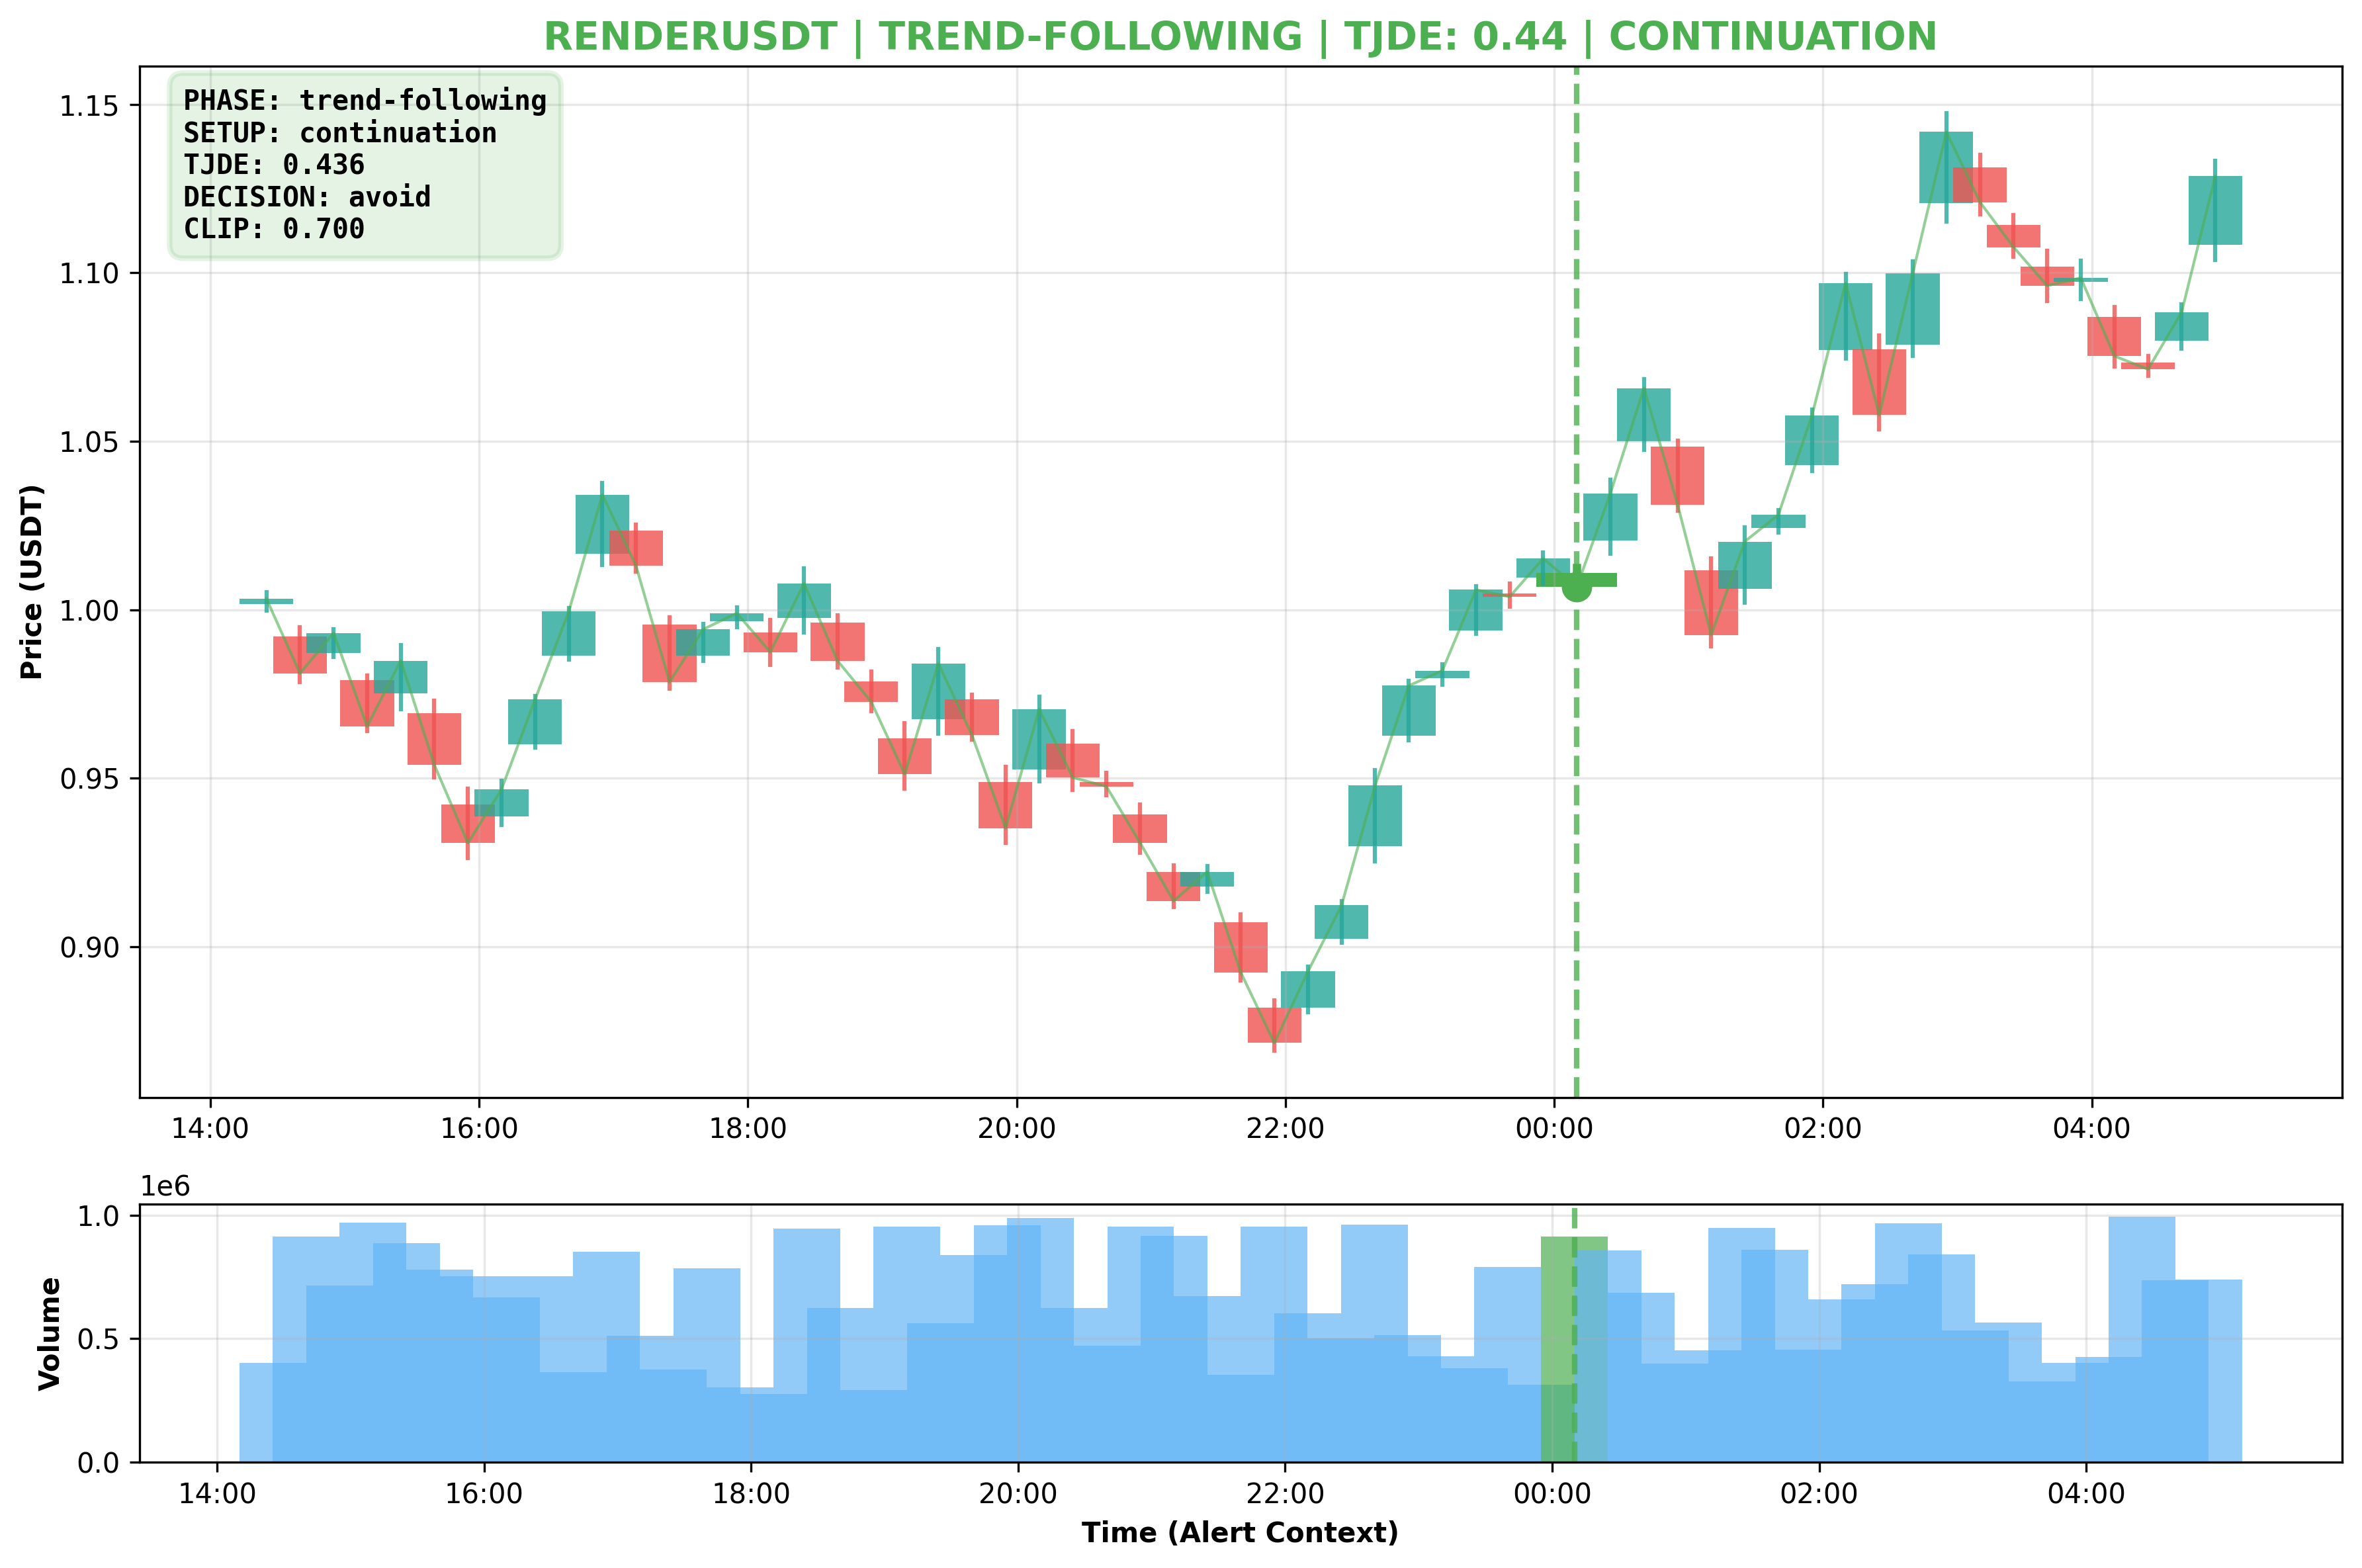 RENDERUSDT | TREND-FOLLOWING | TJDE: 0.44 | CONTINUATION
PHASE: trend-following
SETUP: continuation
TJDE: 0.436
DECISION: avoid
CLIP: 0.700
Price (USDT)
1.15
1.10
1.05
1.00
0.95
0.90
14:00 16:00 18:00 20:00 22:00 00:00 02:00 04:00
1e6
Volume
1.0
0.5
0.0
14:00 16:00 18:00 20:00 22:00 00:00 02:00 04:00
Time (Alert Context)